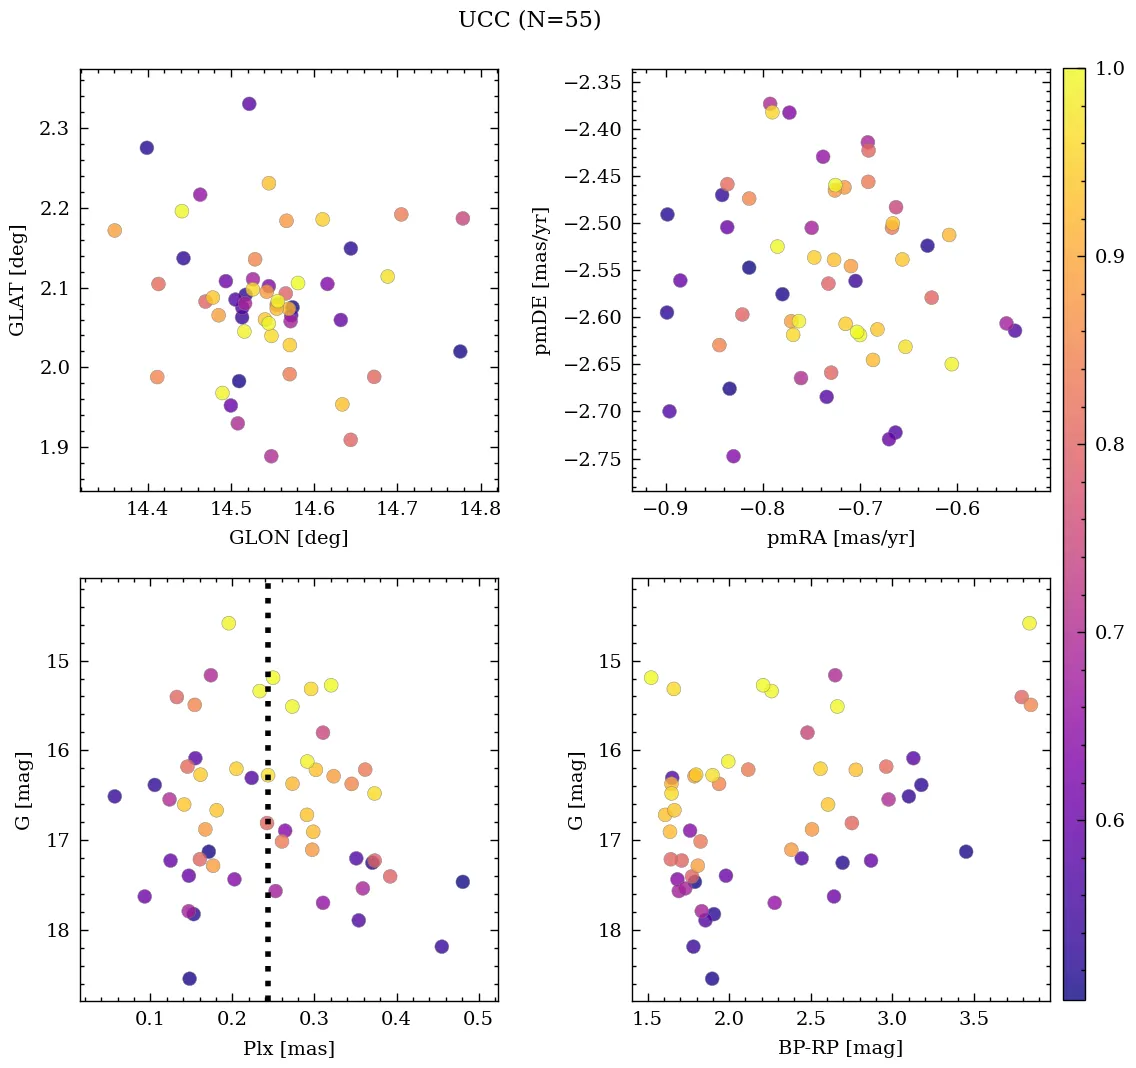 UCC (N=55)
2.3
2.2
2.1
2.0
1.9
GLAT [deg]
14.4 14.5 14.6 14.7 14.8
GLON [deg]
−2.35
−2.40
−2.45
−2.50
−2.55
−2.60
−2.65
−2.70
−2.75
pmDE [mas/yr]
−0.9 −0.8 −0.7 −0.6
pmRA [mas/yr]
1.0
0.9
0.8
0.7
0.6
15
16
17
18
G [mag]
0.1 0.2 0.3 0.4 0.5
Plx [mas]
15
16
17
18
G [mag]
1.5 2.0 2.5 3.0 3.5
BP-RP [mag]